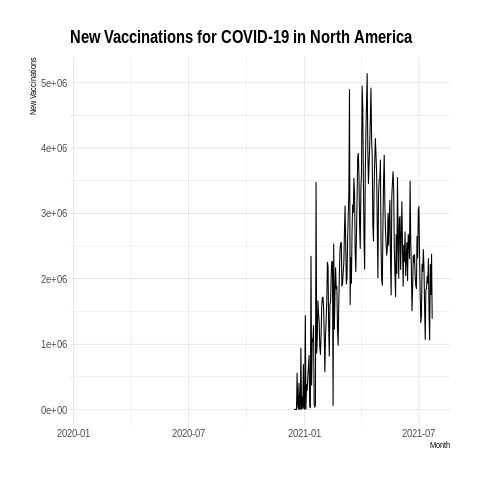 New Vaccinations for COVID-19 in North America
New Vaccinations
5e+06
4e+06
3e+06
2e+06
1e+06
0e+00
2020-01
2020-07
2021-01
2021-07
Month